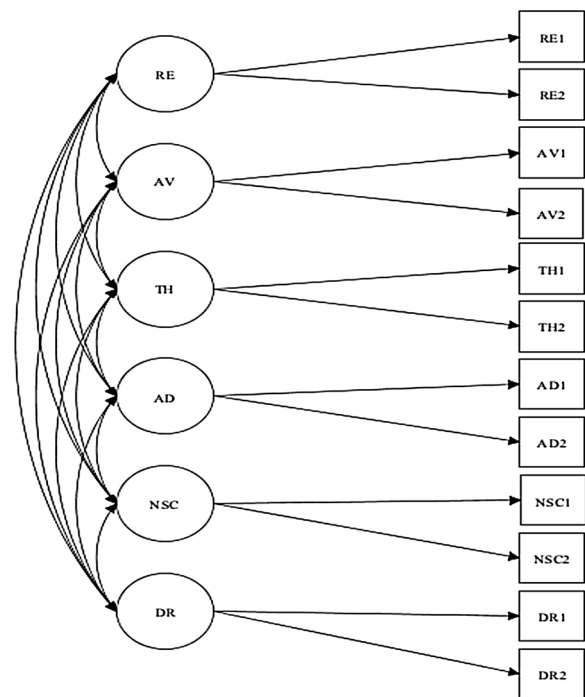 RE
RE1
RE2
AV
AV1
AV2
TH
TH1
TH2
AD
AD1
AD2
NSC
NSC1
NSC2
DR
DR1
DR2